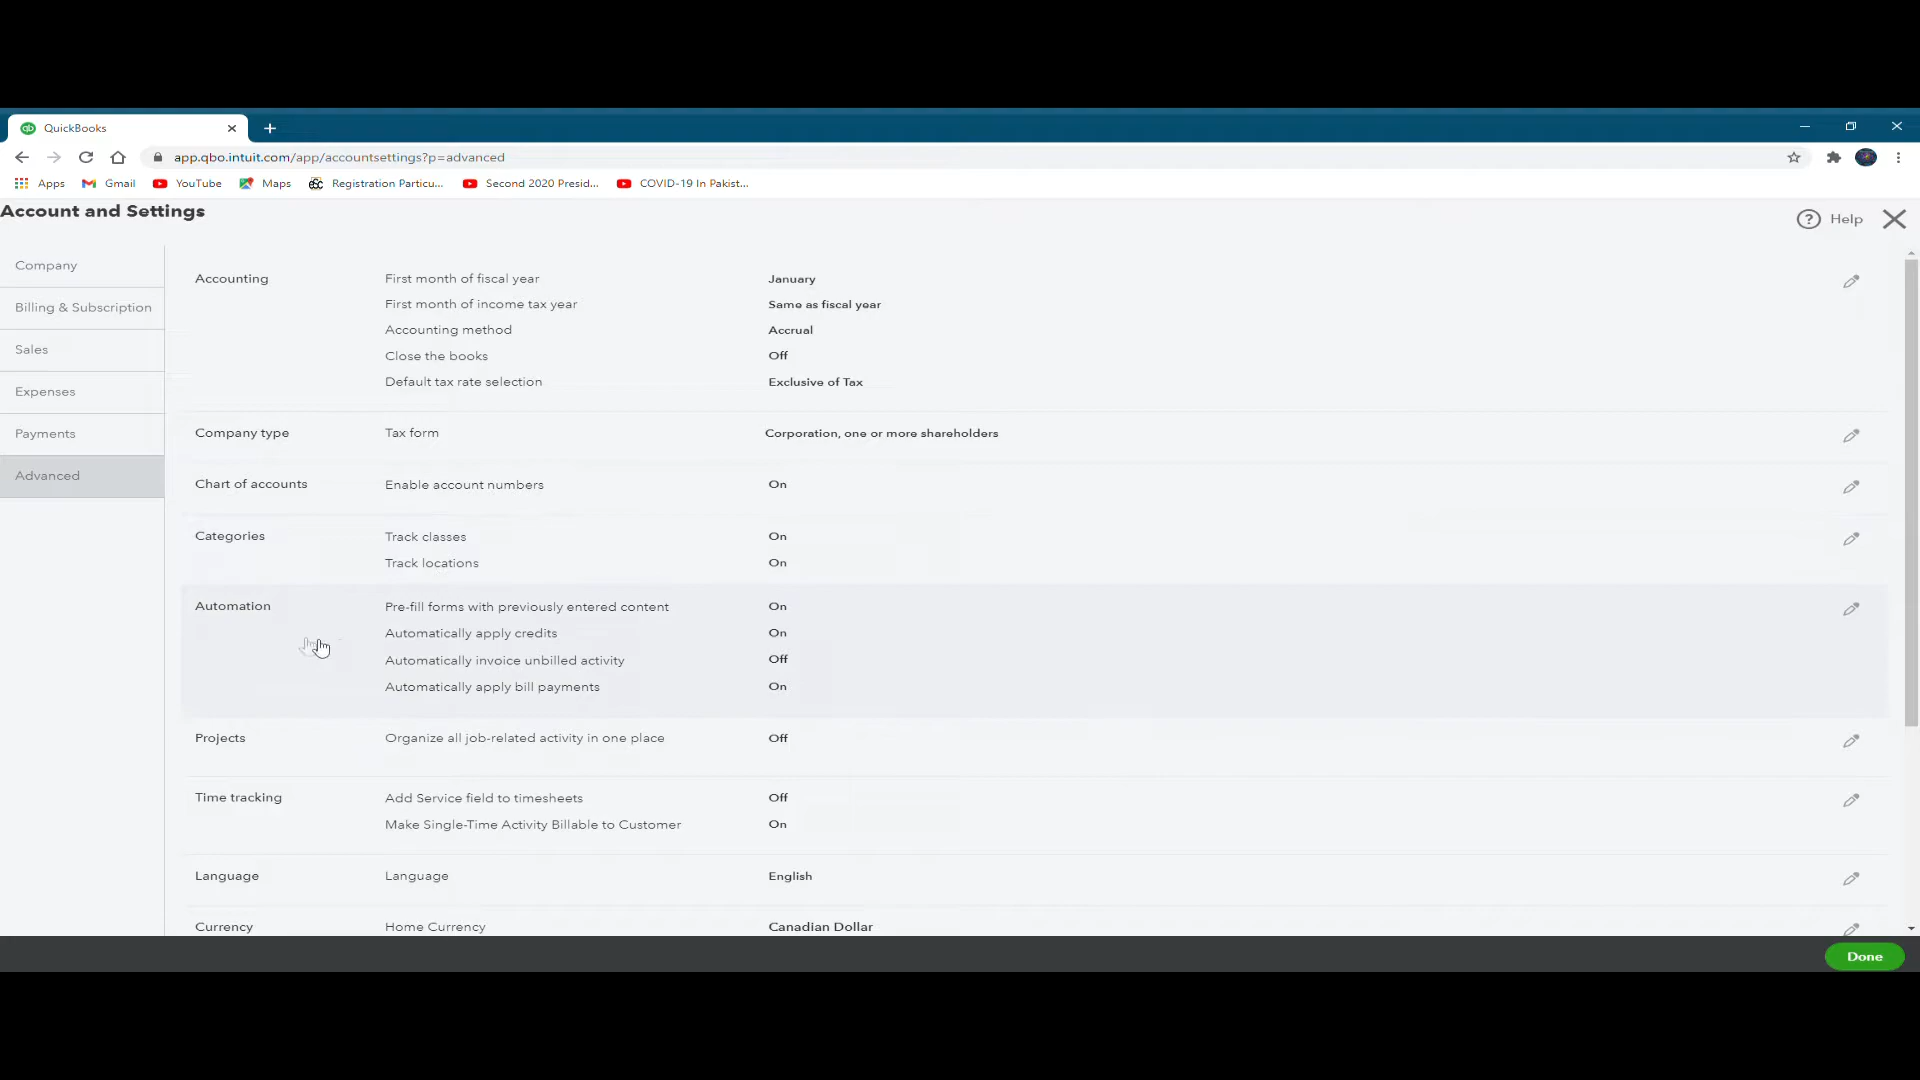 QuickBooks
app.qbo.intuit.com/app/accountsettings?p=advanced
Apps Gmail YouTube Maps Registration Particu... Second 2020 Presid... COVID-19 In Pakist...
Account and Settings
? Help
Company
Billing & Subscription
Sales
Expenses
Payments
Advanced
Accounting First month of fiscal year January
First month of income tax year Same as fiscal year
Accounting method Accrual
Close the books Off
Default tax rate selection Exclusive of Tax
Company type Tax form Corporation, one or more shareholders
Chart of accounts Enable account numbers On
Categories Track classes On
Track locations On
Automation Pre-fill forms with previously entered content On
Automatically apply credits On
Automatically invoice unbilled activity Off
Automatically apply bill payments On
Projects Organize all job-related activity in one place Off
Time tracking Add Service field to timesheets Off
Make Single-Time Activity Billable to Customer On
Language Language English
Currency Home Currency Canadian Dollar
Done